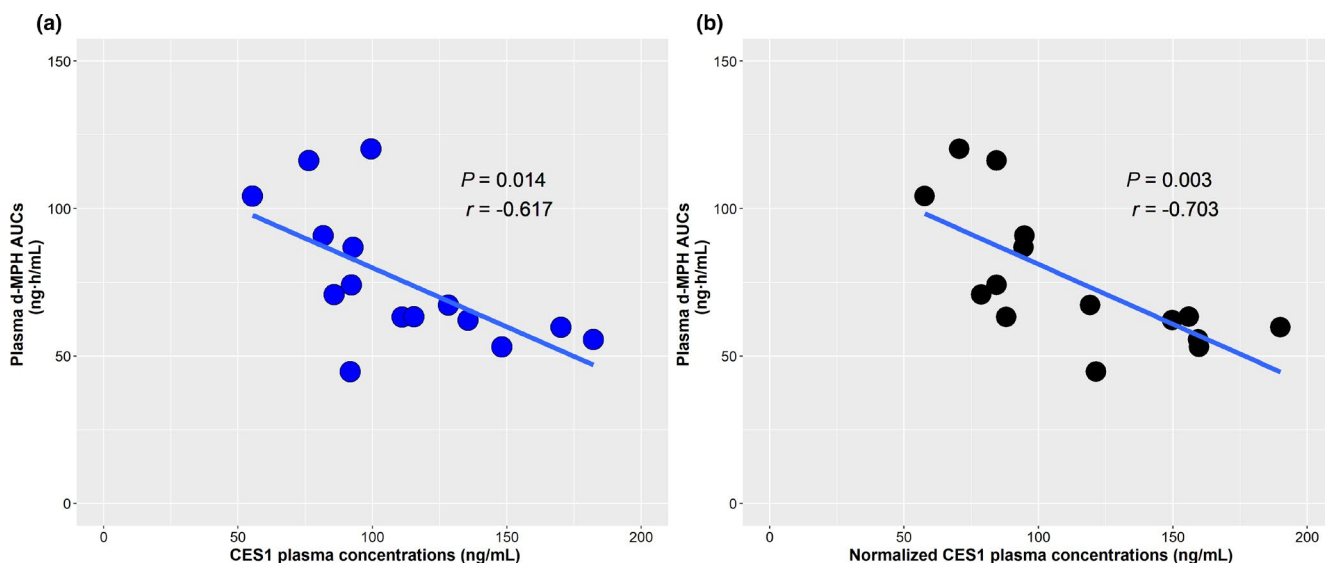 (a)
150
100
50
0
Plasma d-MPH AUCs
(ng·h/mL)
P = 0.014
r = -0.617
0 50 100 150 200
CES1 plasma concentrations (ng/mL)
(b)
150
100
50
0
Plasma d-MPH AUCs
(ng·h/mL)
P = 0.003
r = -0.703
0 50 100 150 200
Normalized CES1 plasma concentrations (ng/mL)